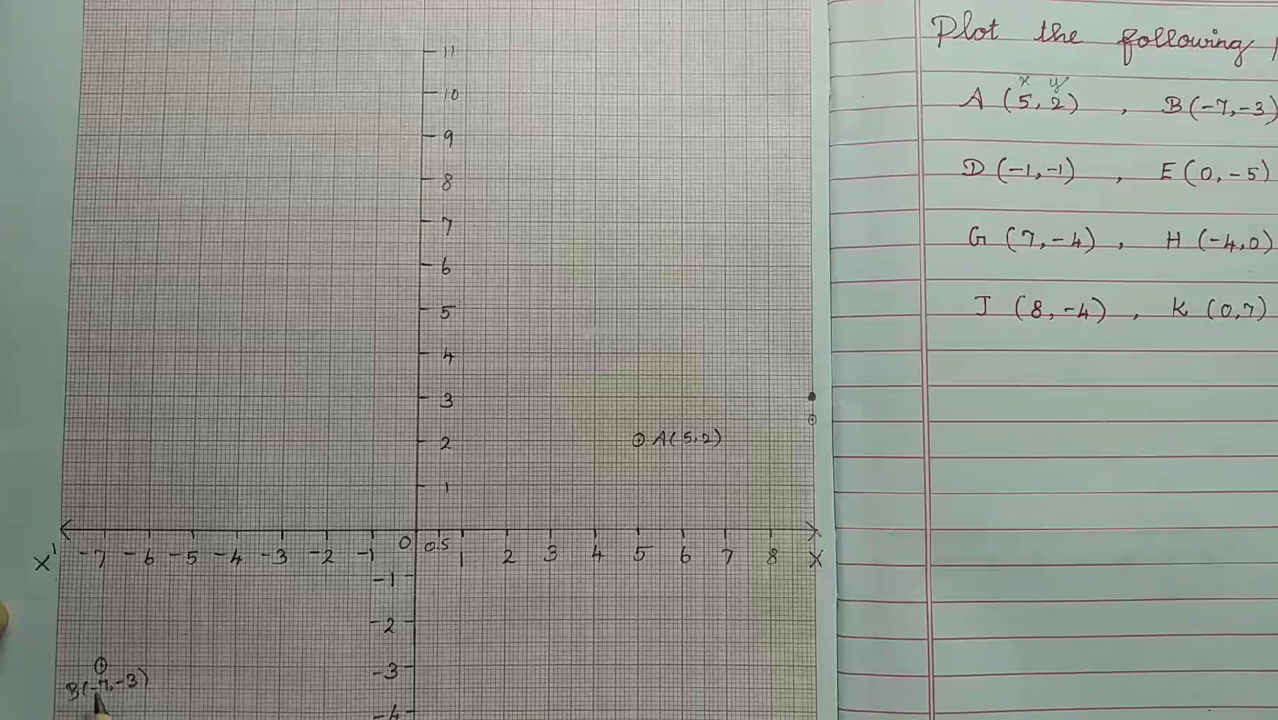 Plot the following
A (5, 2) , B(-7, -3)
x y
D (-1, -1) , E (0, -5)
G (7, -4) , H (-4, 0)
J (8, -4) , K (0, 7)
11
10
9
8
7
6
5
4
3
2
1
A(5, 2)
X' -7 -6 -5 -4 -3 -2 -1 0 0.5 1 2 3 4 5 6 7 8 X
-1
-2
-3
-4
B(-7, -3)